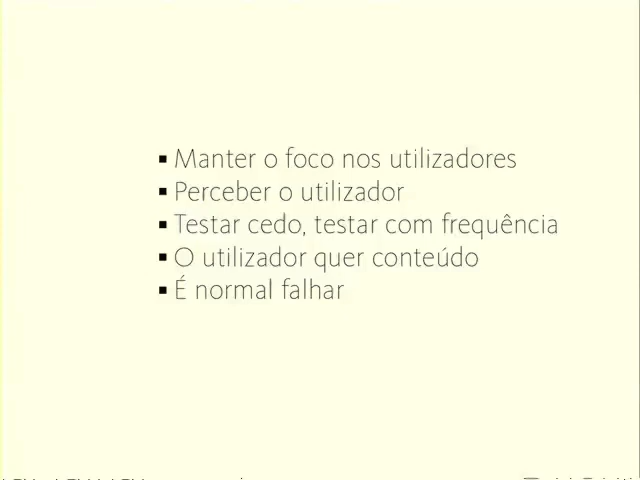 ▪ Manter o foco nos utilizadores
▪ Perceber o utilizador
▪ Testar cedo, testar com frequência
▪ O utilizador quer conteúdo
▪ É normal falhar